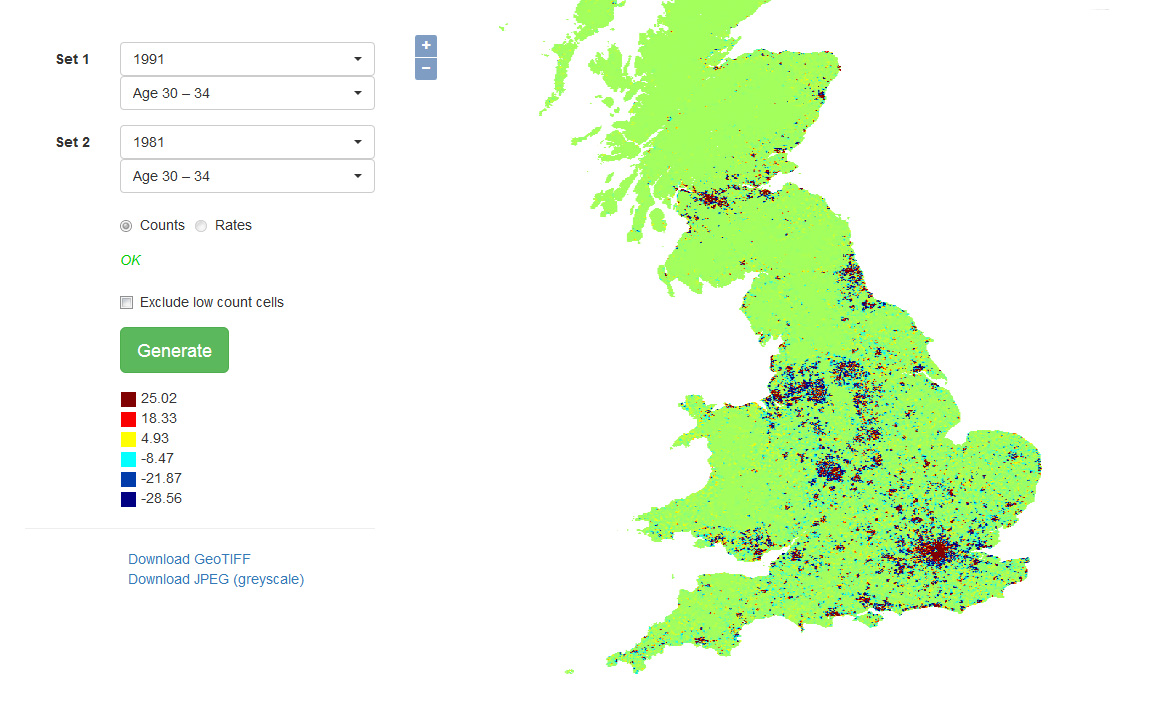 Set 1
1991
Age 30 – 34
Set 2
1981
Age 30 – 34
Counts
Rates
OK
Exclude low count cells
Generate
25.02
18.33
4.93
-8.47
-21.87
-28.56
Download GeoTIFF
Download JPEG (greyscale)
+
−